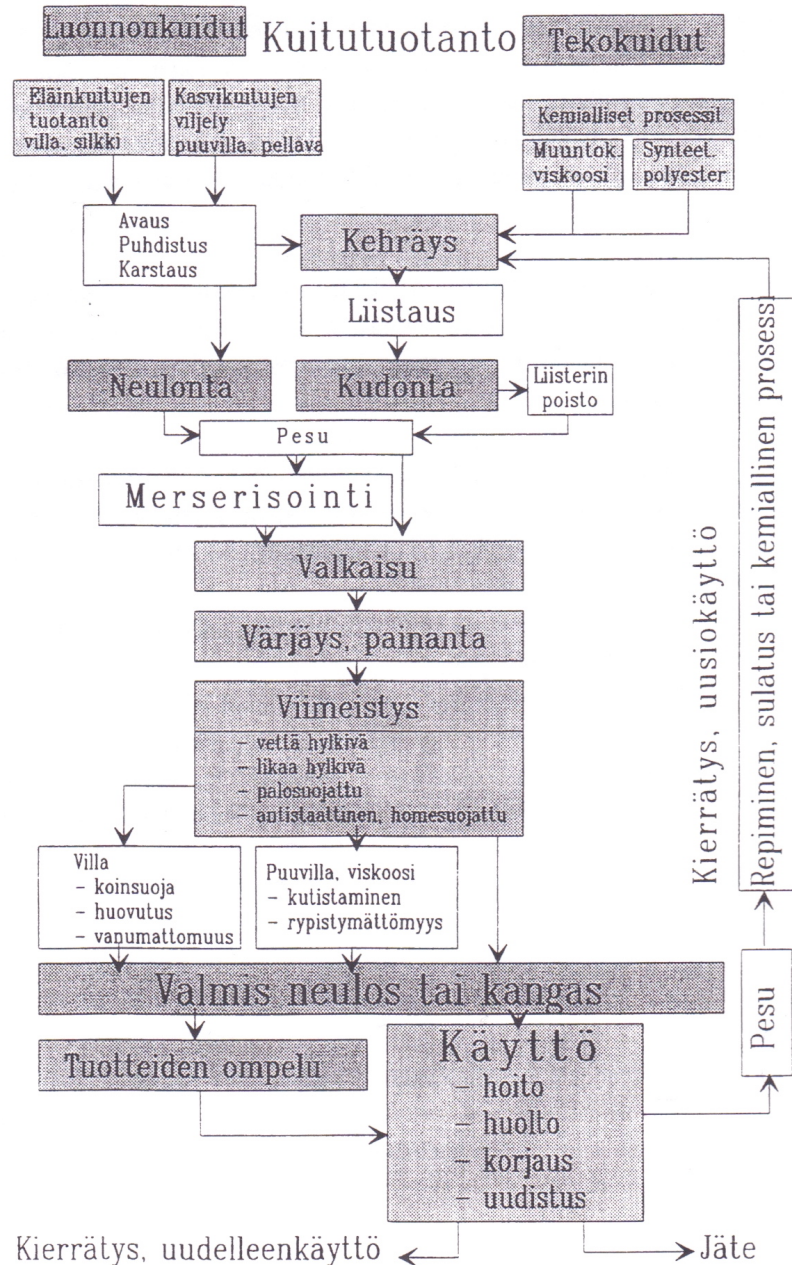 Luonnonkuidut
Kuitutuotanto
Tekokuidut
Eläinkuitujen
tuotanto
villa, silkki
Kasvikuitujen
viljely
puuvilla, pellava
Kemialliset prosessit
Muuntok.
viskoosi
Synteet.
polyester
Avaus
Puhdistus
Karstaus
Kehräys
Liistaus
Neulonta
Kudonta
Liisterin
poisto
Pesu
Merserisointi
Valkaisu
Värjäys, painanta
Viimeistys
– vettä hylkivä
– likaa hylkivä
– palosuojattu
– antistaattinen, homesuojattu
Villa
– koinsuoja
– huovutus
– vanumattomuus
Puuvilla, viskoosi
– kutistaminen
– rypistymättömyys
Valmis neulos tai kangas
Tuotteiden ompelu
Käyttö
– hoito
– huolto
– korjaus
– uudistus
Pesu
Kierrätys, uusiokäyttö
Repiminen, sulatus tai kemiallinen prosessi
Kierrätys, uudelleenkäyttö
Jäte